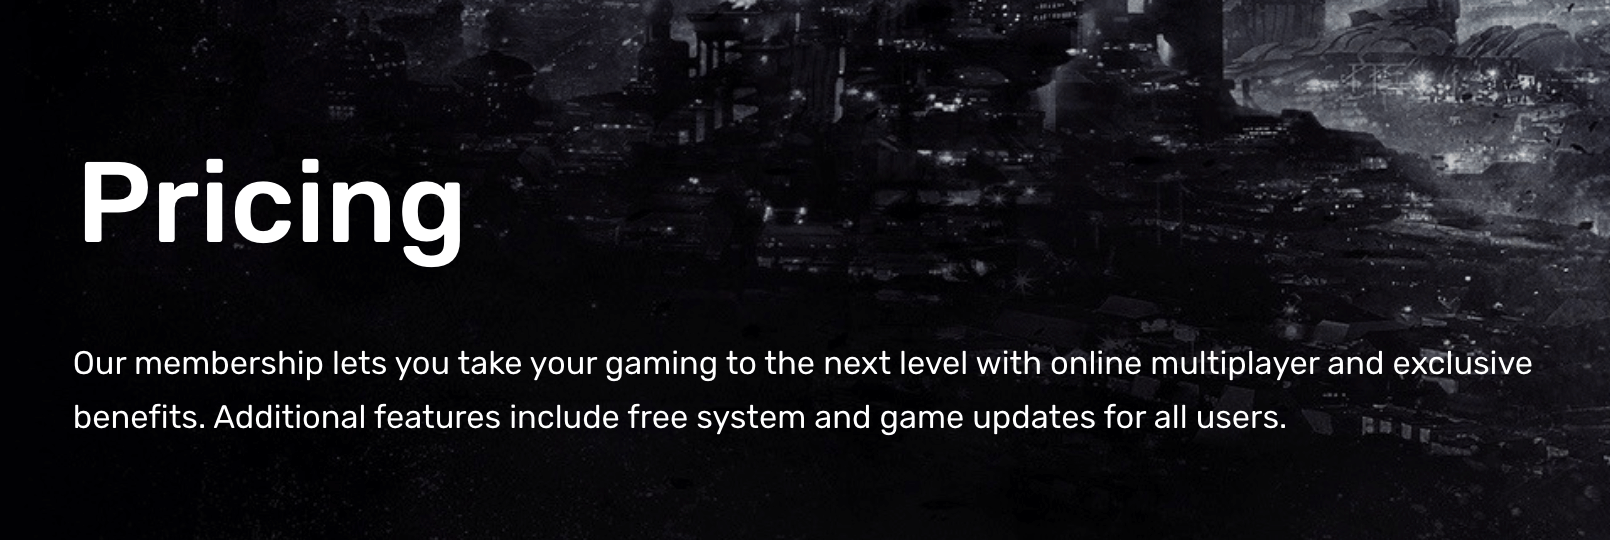 Pricing
Our membership lets you take your gaming to the next level with online multiplayer and exclusive
benefits. Additional features include free system and game updates for all users.